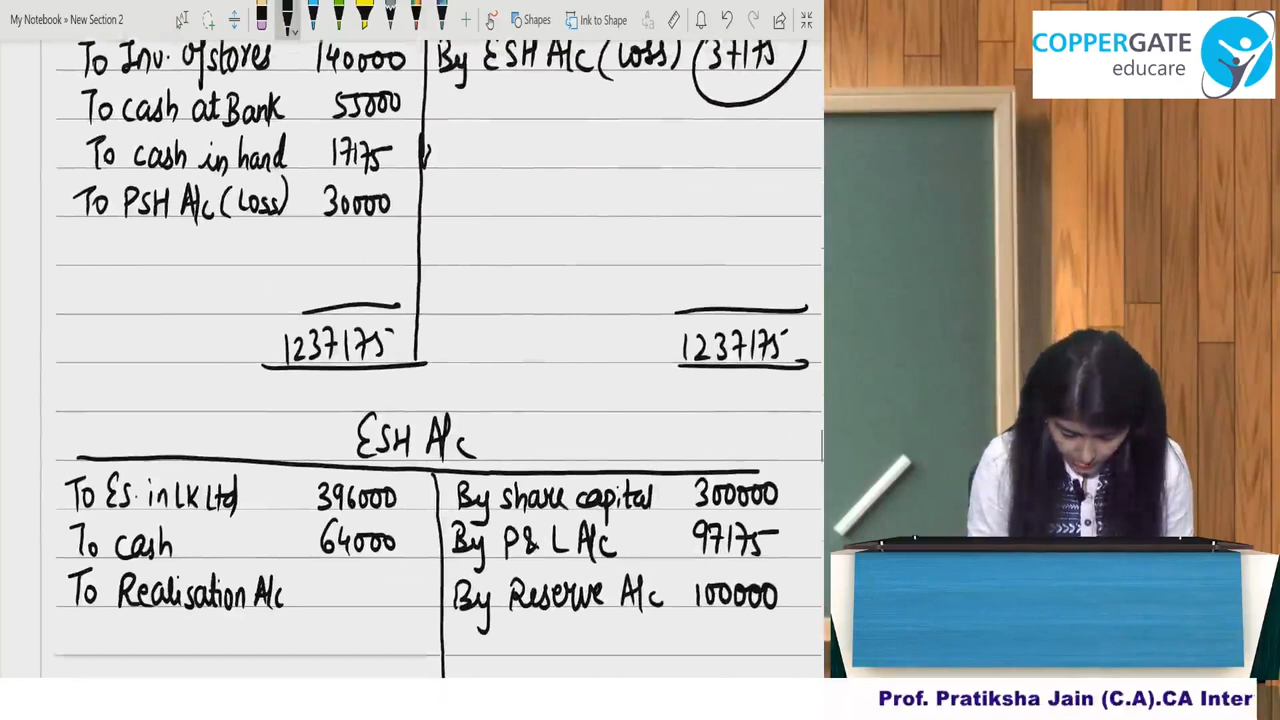 My Notebook » New Section 2
Shapes
Ink to Shape
COPPERGATE
educare
To Inv. of stores 140000 By ESH A/c (Loss) 37175
To cash at Bank 55000
To cash in hand 17175
To PSH A/c (Loss) 30000
1237175 1237175
ESH A/c
To Es. in LK Ltd 396000 By share capital 300000
To cash 64000 By P & L A/c 97175
To Realisation A/c By Reserve A/c 100000
Prof. Pratiksha Jain (C.A).CA Inter